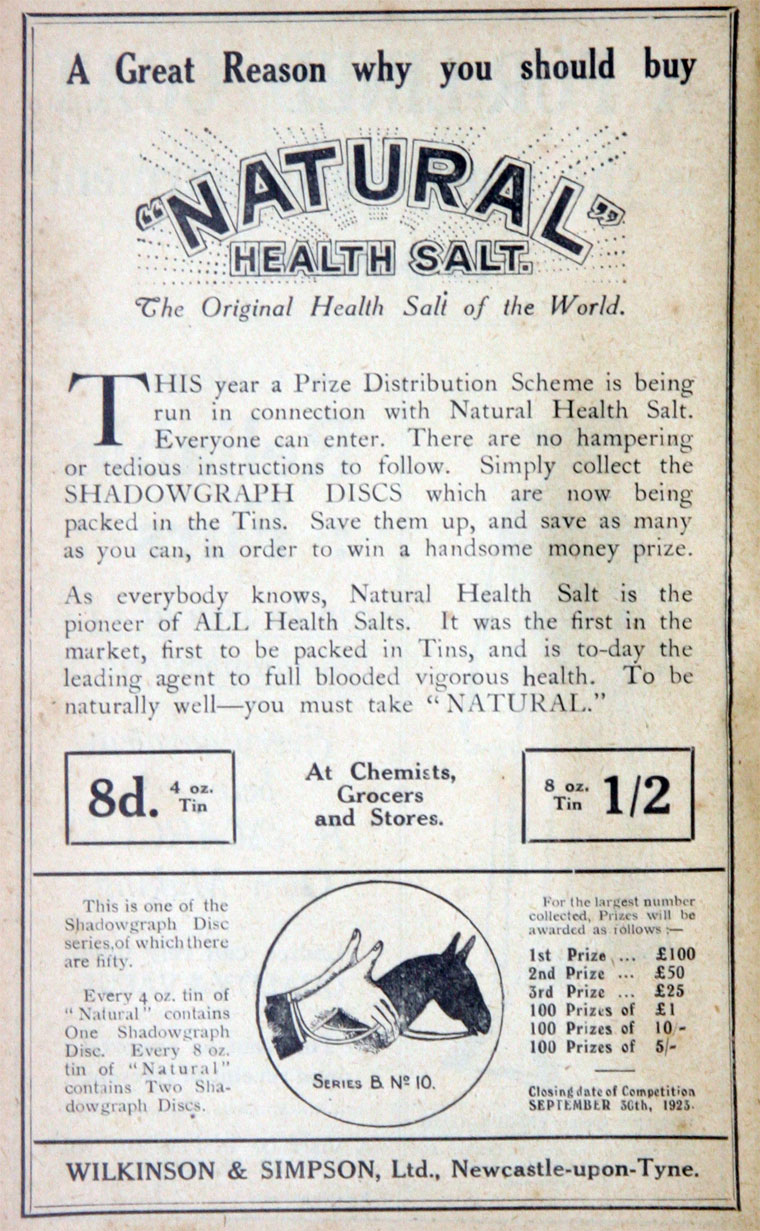 A Great Reason why you should buy
"NATURAL"
HEALTH SALT.
The Original Health Salt of the World.
THIS year a Prize Distribution Scheme is being
run in connection with Natural Health Salt.
Everyone can enter. There are no hampering
or tedious instructions to follow. Simply collect the
SHADOWGRAPH DISCS which are now being
packed in the Tins. Save them up, and save as many
as you can, in order to win a handsome money prize.
As everybody knows, Natural Health Salt is the
pioneer of ALL Health Salts. It was the first in the
market, first to be packed in Tins, and is to-day the
leading agent to full blooded vigorous health. To be
naturally well—you must take "NATURAL."
8d. 4 oz. Tin
At Chemists,
Grocers
and Stores.
8 oz. Tin 1/2
This is one of the
Shadowgraph Disc
series, of which there
are fifty.
Every 4 oz. tin of
"Natural" contains
One Shadowgraph
Disc. Every 8 oz.
tin of "Natural"
contains Two Sha-
dowgraph Discs.
SERIES B. No 10.
For the largest number
collected, Prizes will be
awarded as follows :—
1st Prize ... £100
2nd Prize ... £50
3rd Prize ... £25
100 Prizes of £1
100 Prizes of 10/-
100 Prizes of 5/-
Closing date of Competition
SEPTEMBER 30th, 1925.
WILKINSON & SIMPSON, Ltd., Newcastle-upon-Tyne.